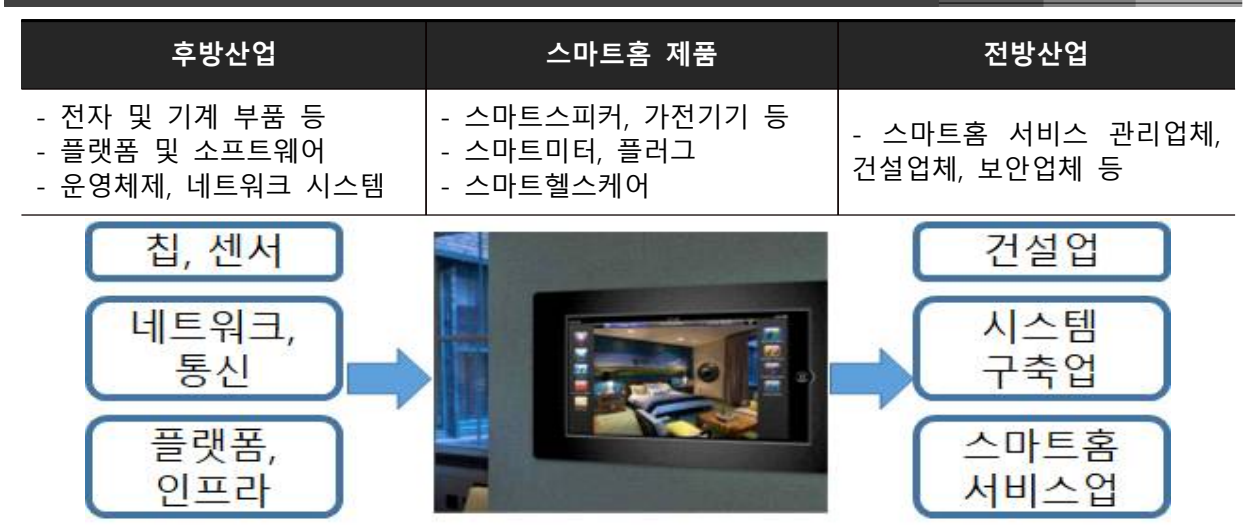 후방산업
스마트홈 제품
전방산업
- 전자 및 기계 부품 등
- 플랫폼 및 소프트웨어
- 운영체제, 네트워크 시스템
- 스마트스피커, 가전기기 등
- 스마트미터, 플러그
- 스마트헬스케어
- 스마트홈 서비스 관리업체,
건설업체, 보안업체 등
칩, 센서
네트워크,
통신
플랫폼,
인프라
건설업
시스템
구축업
스마트홈
서비스업